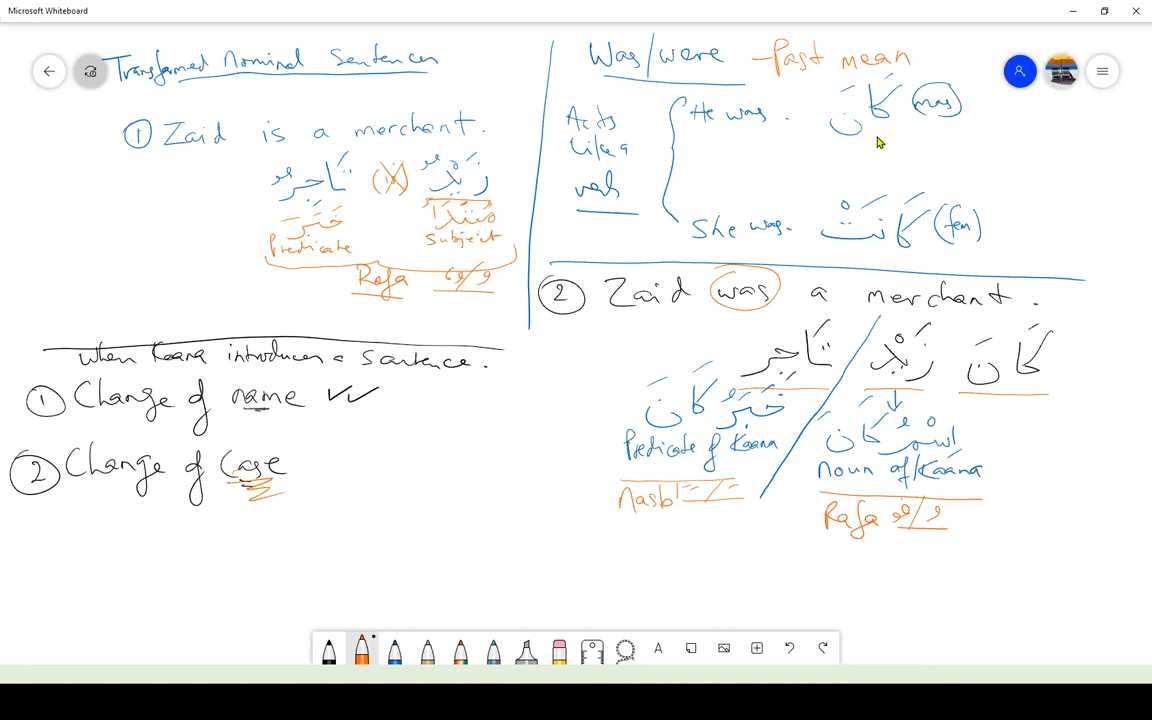 Microsoft Whiteboard
Transformed Nominal Sentences
① Zaid is a merchant.
زَيْدٌ تَاجِرٌ
مُبْتَدَأ خَبَر
Subject
Predicate
Rafa
when Kaana introduces a sentence.
① Change of name ✓✓
② Change of Case
Was/were - Past mean
Acts like a verb
He was. كَانَ (mas)
She was. كَانَتْ (fem)
② Zaid was a merchant.
كَانَ زَيْد / تَاجِر
اسْمُ كَانَ
خَبَرُ كَانَ
Noun of Kaana
Predicate of Kaana
Rafa
Nasb
A